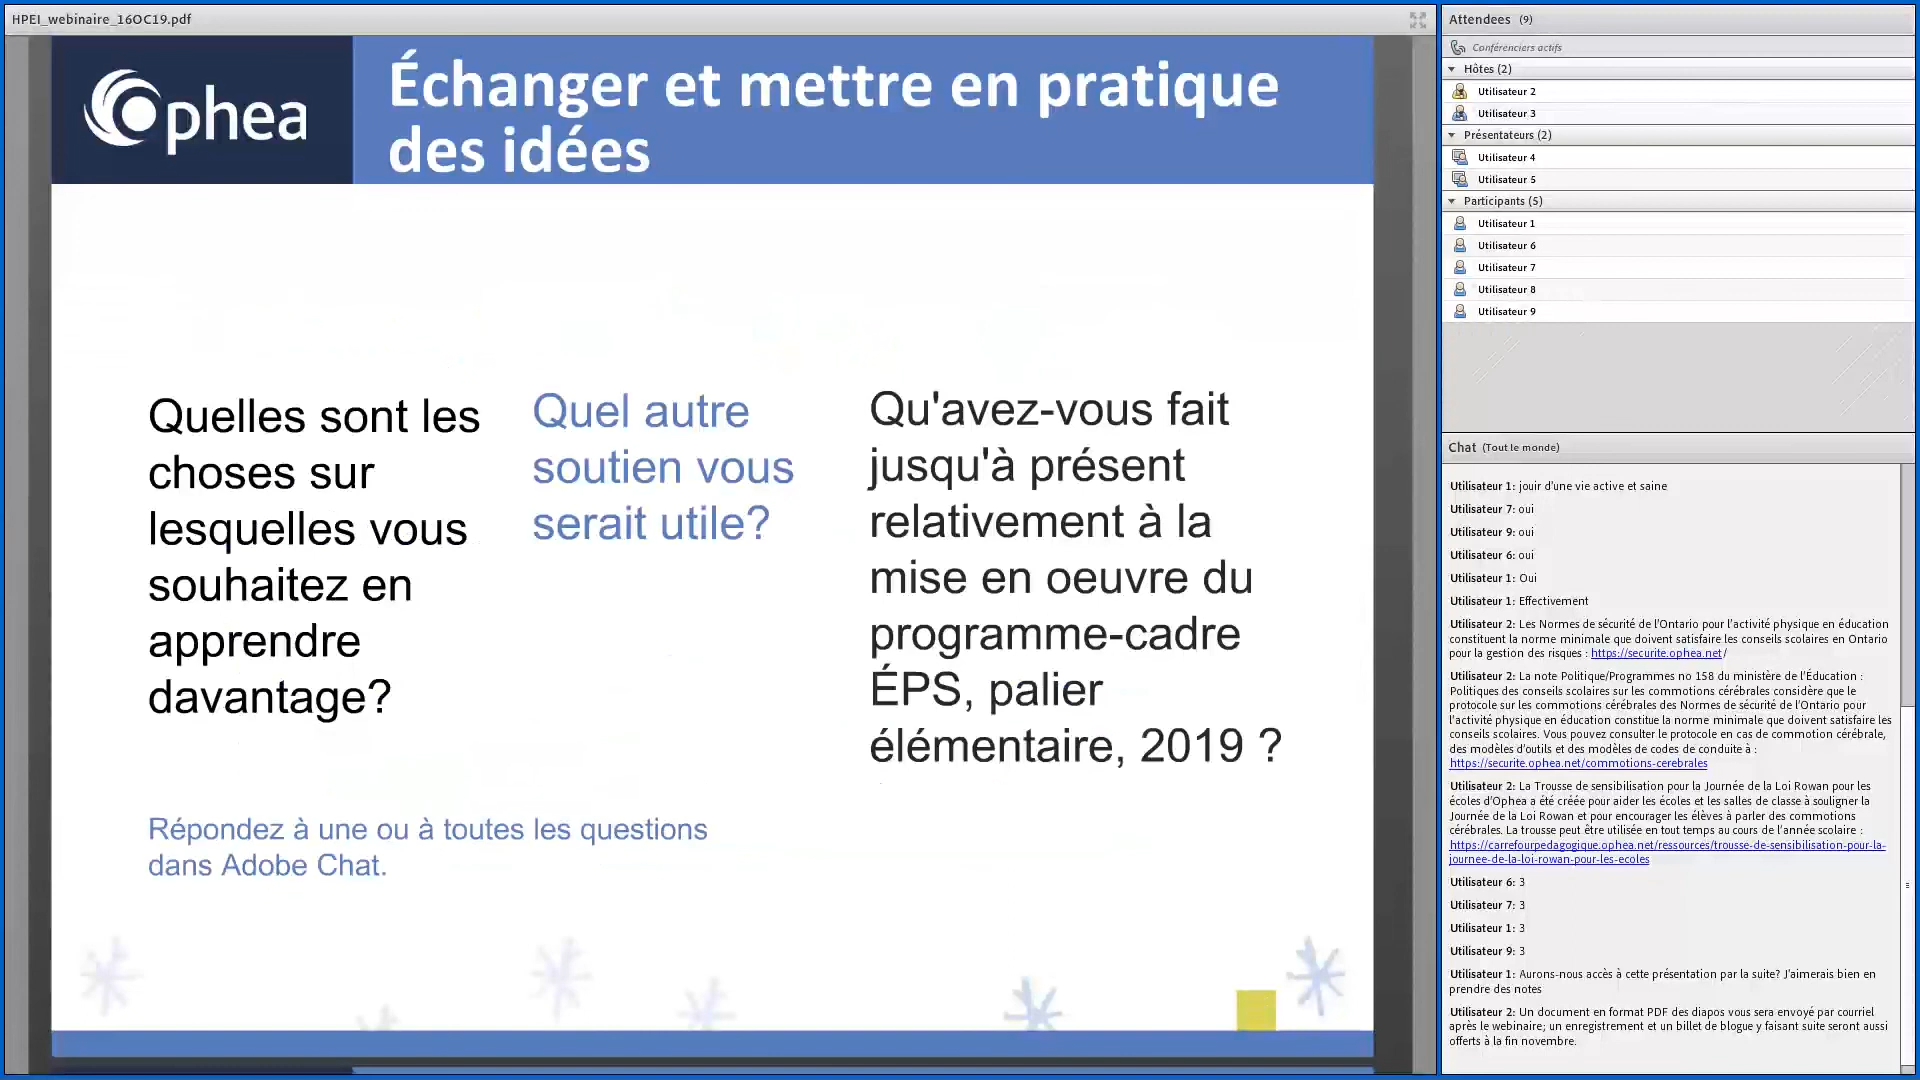 HPEI_webinaire_16OC19.pdf
Ophea
Échanger et mettre en pratique
des idées
Quelles sont les
choses sur
lesquelles vous
souhaitez en
apprendre
davantage?
Quel autre
soutien vous
serait utile?
Qu'avez-vous fait
jusqu'à présent
relativement à la
mise en oeuvre du
programme-cadre
ÉPS, palier
élémentaire, 2019 ?
Répondez à une ou à toutes les questions
dans Adobe Chat.
Attendees (9)
Conférenciers actifs
Hôtes (2)
Utilisateur 2
Utilisateur 3
Présentateurs (2)
Utilisateur 4
Utilisateur 5
Participants (5)
Utilisateur 1
Utilisateur 6
Utilisateur 7
Utilisateur 8
Utilisateur 9
Chat (Tout le monde)
Utilisateur 1: jouir d'une vie active et saine
Utilisateur 7: oui
Utilisateur 9: oui
Utilisateur 6: oui
Utilisateur 1: Oui
Utilisateur 1: Effectivement
Utilisateur 2: Les Normes de sécurité de l'Ontario pour l'activité physique en éducation
constituent la norme minimale que doivent satisfaire les conseils scolaires en Ontario
pour la gestion des risques : https://securite.ophea.net/
Utilisateur 2: La note Politique/Programmes no 158 du ministère de l'Éducation :
Politiques des conseils scolaires sur les commotions cérébrales considère que le
protocole sur les commotions cérébrales des Normes de sécurité de l'Ontario pour
l'activité physique en éducation constitue la norme minimale que doivent satisfaire les
conseils scolaires. Vous pouvez consulter le protocole en cas de commotion cérébrale,
des modèles d'outils et des modèles de codes de conduite à :
https://securite.ophea.net/commotions-cerebrales
Utilisateur 2: La Trousse de sensibilisation pour la Journée de la Loi Rowan pour les
écoles d'Ophea a été créée pour aider les écoles et les salles de classe à souligner la
Journée de la Loi Rowan et pour encourager les élèves à parler des commotions
cérébrales. La trousse peut être utilisée en tout temps au cours de l'année scolaire :
https://carrefourpedagogique.ophea.net/ressources/trousse-de-sensibilisation-pour-la-
journee-de-la-loi-rowan-pour-les-ecoles
Utilisateur 6: 3
Utilisateur 7: 3
Utilisateur 1: 3
Utilisateur 9: 3
Utilisateur 1: Aurons-nous accès à cette présentation par la suite? J'aimerais bien en
prendre des notes
Utilisateur 2: Un document en format PDF des diapos vous sera envoyé par courriel
après le webinaire; un enregistrement et un billet de blogue y faisant suite seront aussi
offerts à la fin novembre.